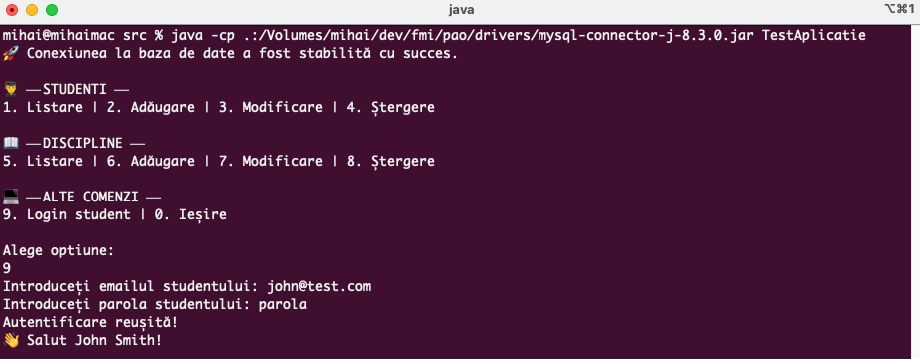 java
⌥⌘1
mihai@mihaimac src % java -cp .:/Volumes/mihai/dev/fmi/pao/drivers/mysql-connector-j-8.3.0.jar TestAplicatie
🚀 Conexiunea la baza de date a fost stabilită cu succes.
👨‍🎓 ——STUDENTI ——
1. Listare | 2. Adăugare | 3. Modificare | 4. Ștergere
📖 ——DISCIPLINE ——
5. Listare | 6. Adăugare | 7. Modificare | 8. Ștergere
💻 ——ALTE COMENZI ——
9. Login student | 0. Ieșire
Alege optiune:
9
Introduceți emailul studentului: john@test.com
Introduceți parola studentului: parola
Autentificare reușită!
👋 Salut John Smith!